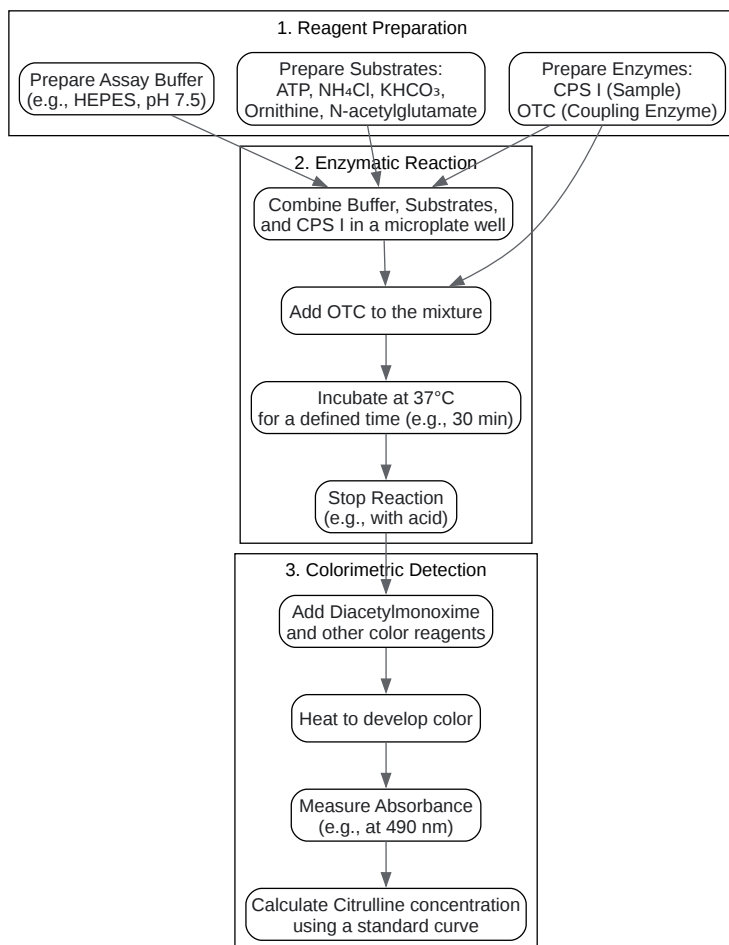 1. Reagent Preparation
Prepare Assay Buffer
(e.g., HEPES, pH 7.5)
Prepare Substrates:
ATP, NH₄Cl, KHCO₃,
Ornithine, N-acetylglutamate
Prepare Enzymes:
CPS I (Sample)
OTC (Coupling Enzyme)
2. Enzymatic Reaction
Combine Buffer, Substrates,
and CPS I in a microplate well
Add OTC to the mixture
Incubate at 37°C
for a defined time (e.g., 30 min)
Stop Reaction
(e.g., with acid)
3. Colorimetric Detection
Add Diacetylmonoxime
and other color reagents
Heat to develop color
Measure Absorbance
(e.g., at 490 nm)
Calculate Citrulline concentration
using a standard curve